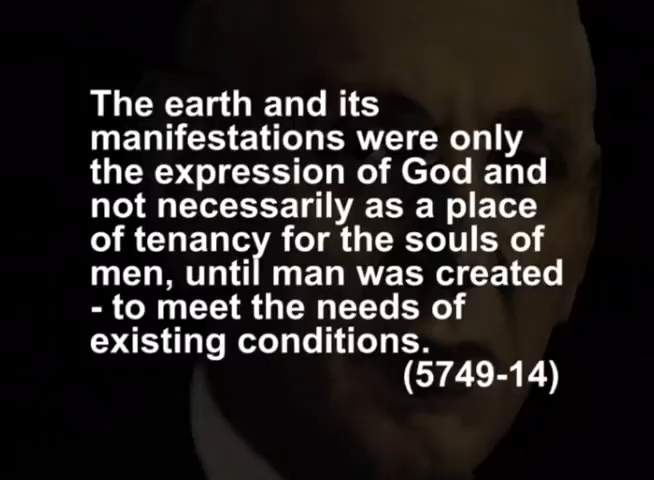 The earth and its
manifestations were only
the expression of God and
not necessarily as a place
of tenancy for the souls of
men, until man was created
- to meet the needs of
existing conditions.
(5749-14)